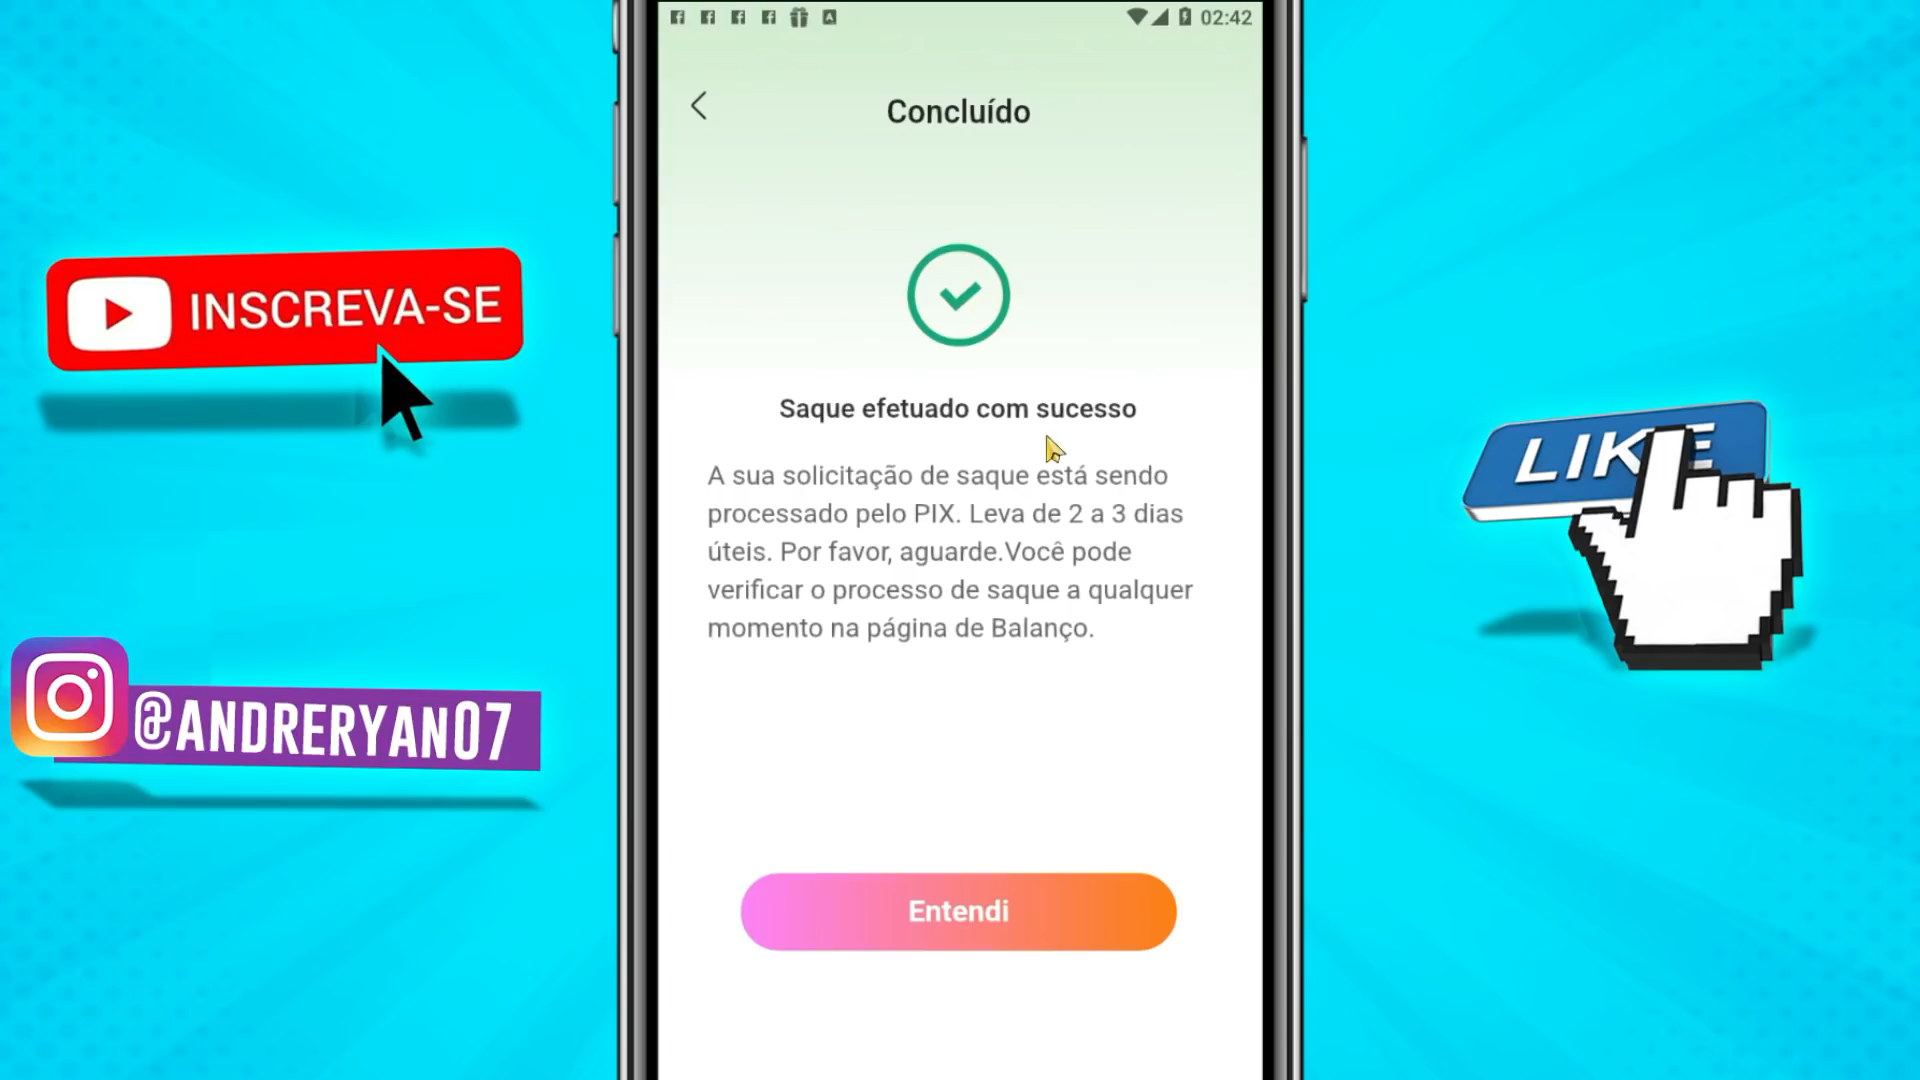 02:42
Concluído
INSCREVA-SE
Saque efetuado com sucesso
A sua solicitação de saque está sendo
processado pelo PIX. Leva de 2 a 3 dias
úteis. Por favor, aguarde.Você pode
verificar o processo de saque a qualquer
momento na página de Balanço.
LIKE
@ANDRERYAN07
Entendi